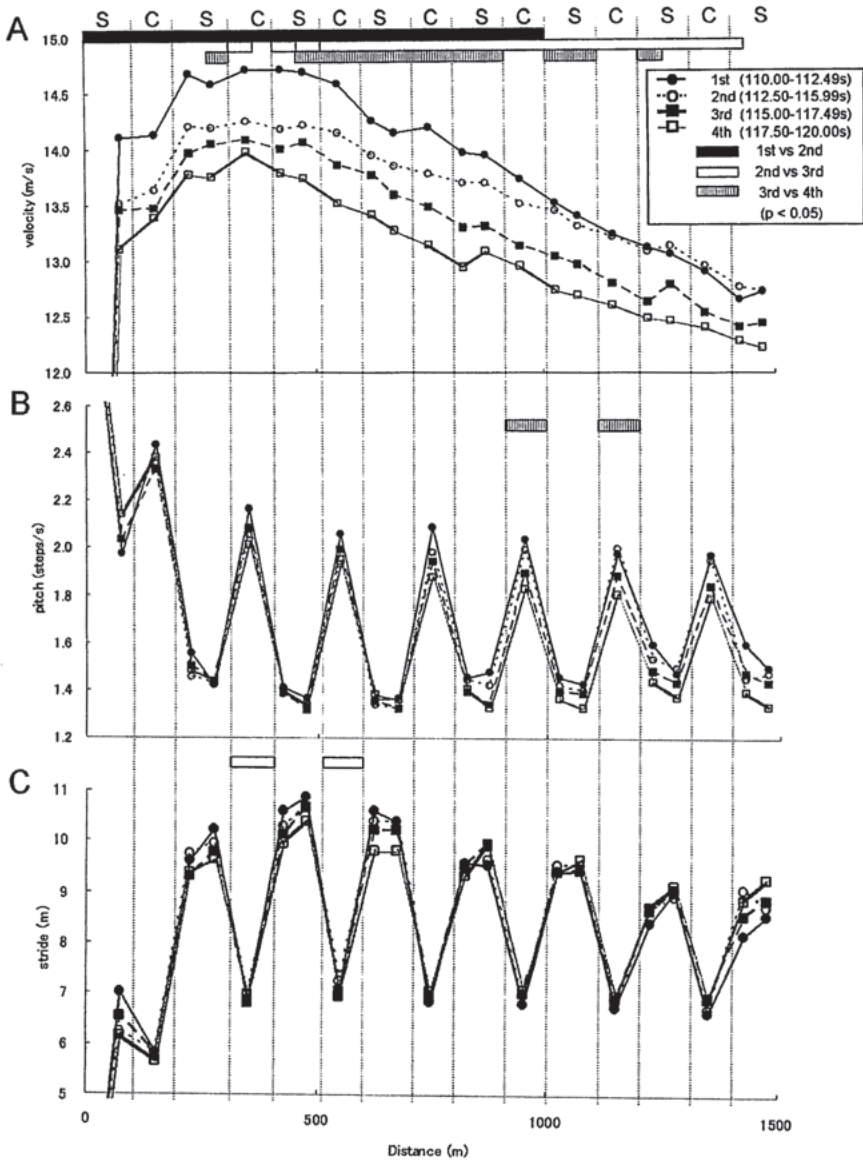 S C S C S C S C S C S C S C S
A
15.0
14.5
14.0
13.5
13.0
12.5
12.0
velocity (m/s)
1st (110.00-112.49s)
2nd (112.50-115.99s)
3rd (115.00-117.49s)
4th (117.50-120.00s)
1st vs 2nd
2nd vs 3rd
3rd vs 4th
(p < 0.05)
B
2.6
2.4
2.2
2.0
1.8
1.6
1.4
1.2
pitch (steps/s)
C
11
10
9
8
7
6
5
stride (m)
0 500 1000 1500
Distance (m)